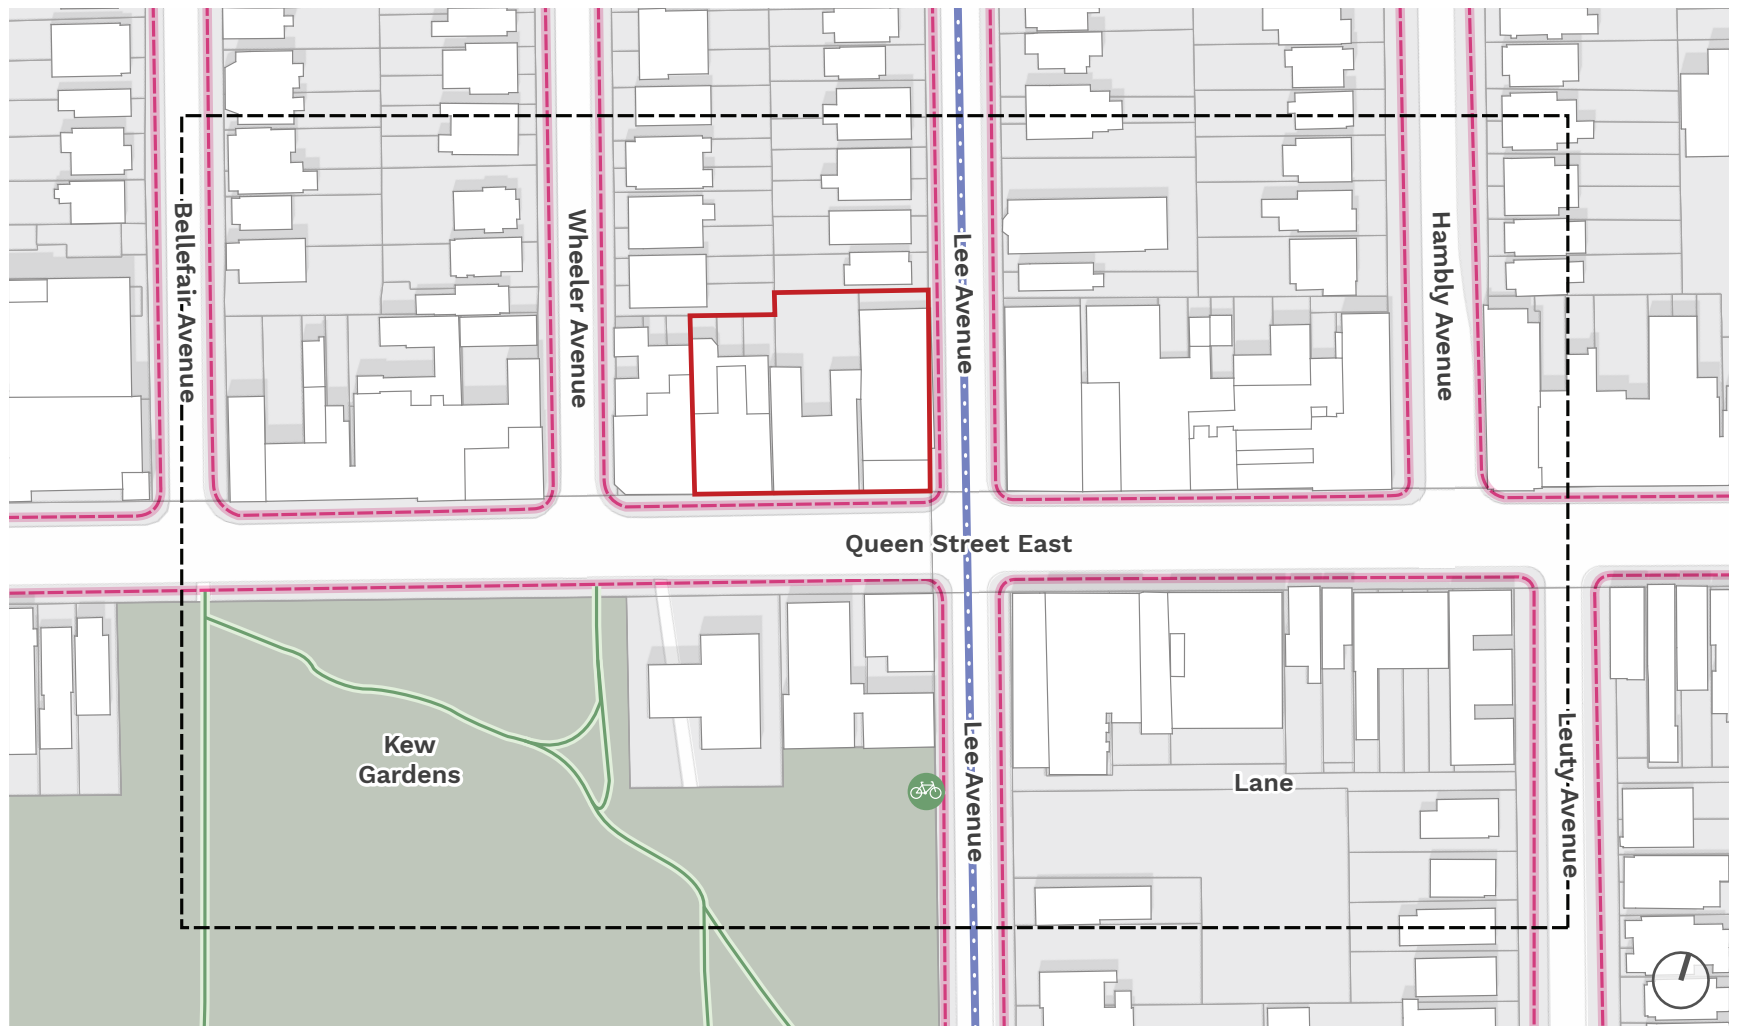 Bellefair Avenue
Wheeler Avenue
Lee Avenue
Hambly Avenue
Queen Street East
Kew
Gardens
Lee Avenue
Lane
Leuty Avenue